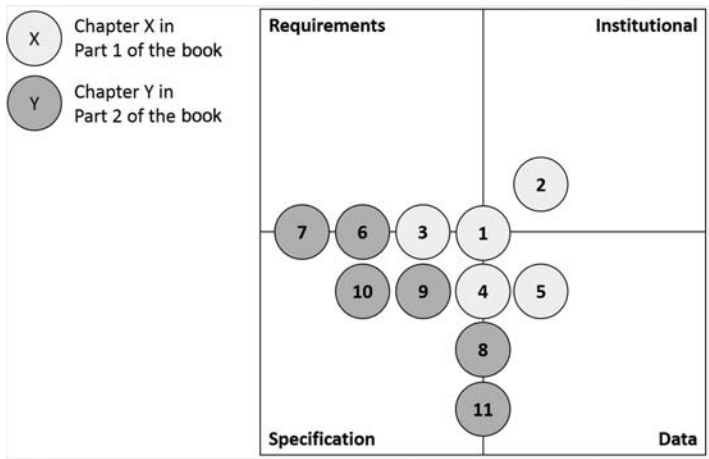 X
Chapter X in
Part 1 of the book
Y
Chapter Y in
Part 2 of the book
Requirements
Institutional
2
7
6
3
1
10
9
4
5
8
11
Specification
Data